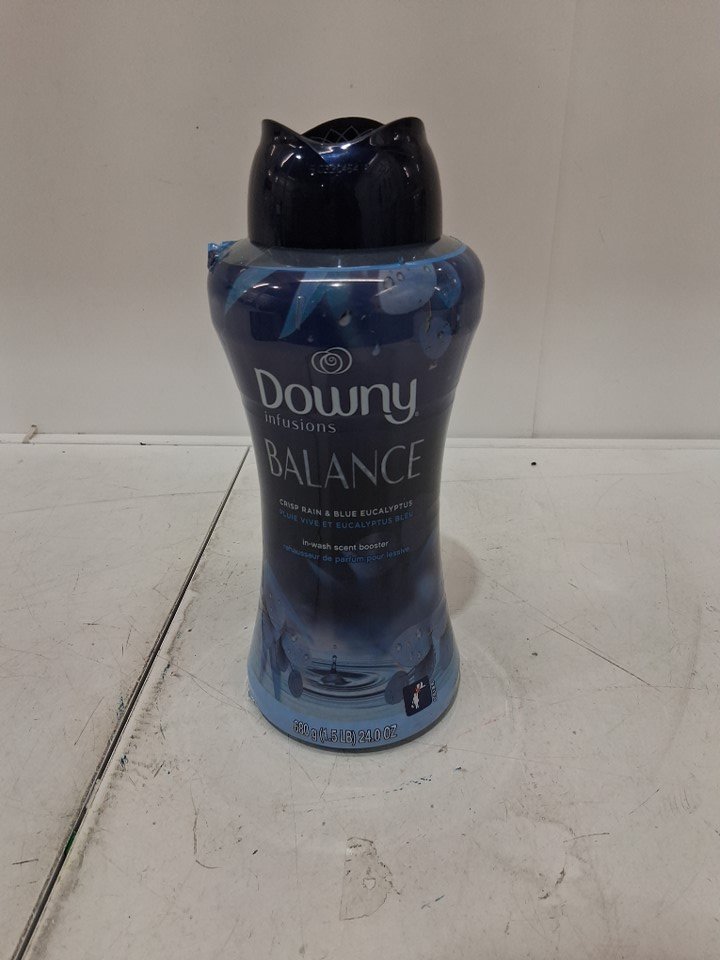 Downy
infusions
BALANCE
CRISP RAIN & BLUE EUCALYPTUS
PLUIE VIVE ET EUCALYPTUS BLEU
in-wash scent booster
rehausseur de parfum pour lessive
680 g (1.5 LB) 24.0 OZ